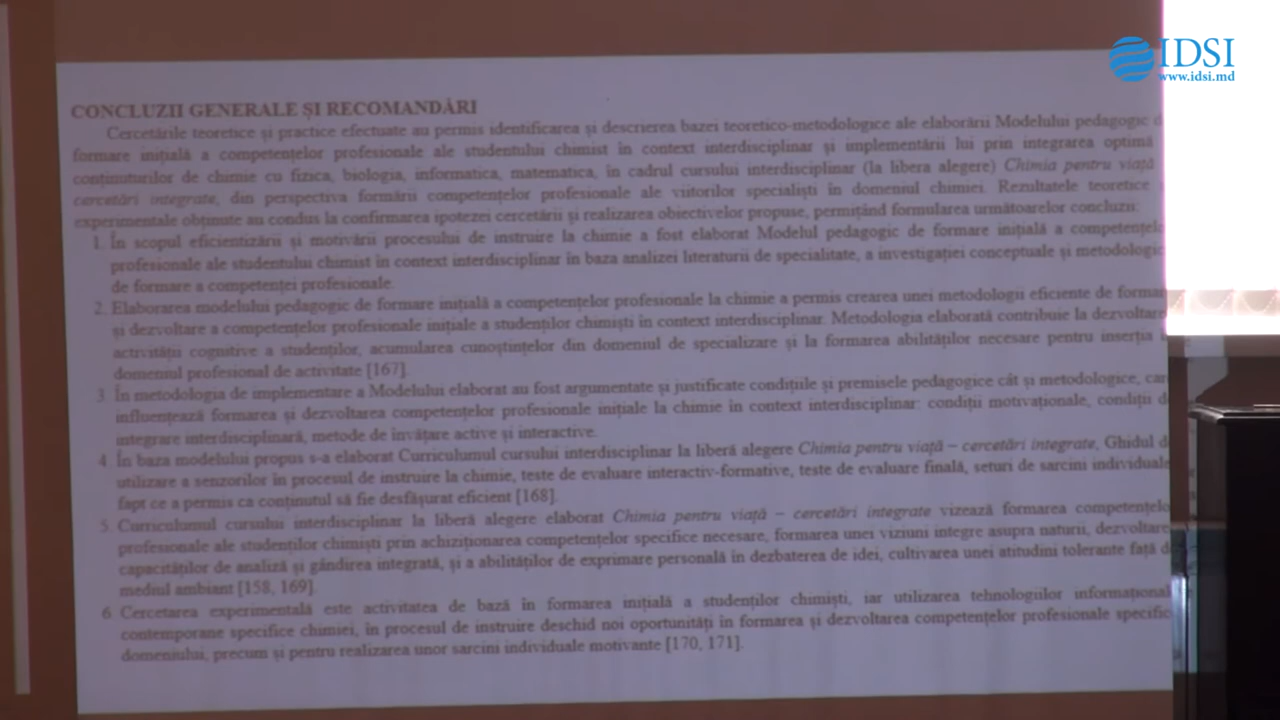 IDSI
www.idsi.md
CONCLUZII GENERALE ȘI RECOMANDĂRI
Cercetările teoretice și practice efectuate au permis identificarea și descrierea bazei teoretico-metodologice ale elaborării Modelului pedagogic d
formare inițială a competențelor profesionale ale studentului chimist în context interdisciplinar și implementării lui prin integrarea optimă
conținuturilor de chimie cu fizica, biologia, informatica, matematica, în cadrul cursului interdisciplinar (la libera alegere) Chimia pentru viață
cercetări integrate, din perspectiva formării competențelor profesionale ale viitorilor specialiști în domeniul chimiei. Rezultatele teoretice
experimentale obținute au condus la confirmarea ipotezei cercetării și realizarea obiectivelor propuse, permițând formularea următoarelor concluzii:
1. În scopul eficientizării și motivării procesului de instruire la chimie a fost elaborat Modelul pedagogic de formare inițială a competențelo
profesionale ale studentului chimist în context interdisciplinar în baza analizei literaturii de specialitate, a investigației conceptuale și metodologic
de formare a competenței profesionale.
2. Elaborarea modelului pedagogic de formare inițială a competențelor profesionale la chimie a permis crearea unei metodologii eficiente de formar
și dezvoltare a competențelor profesionale inițiale a studenților chimiști în context interdisciplinar. Metodologia elaborată contribuie la dezvoltare
activității cognitive a studenților, acumularea cunoștințelor din domeniul de specializare și la formarea abilităților necesare pentru inserția
domeniul profesional de activitate [167].
3. În metodologia de implementare a Modelului elaborat au fost argumentate și justificate condițiile și premisele pedagogice cât și metodologice, car
influențează formarea și dezvoltarea competențelor profesionale inițiale la chimie în context interdisciplinar: condiții motivaționale, condiții d
integrare interdisciplinară, metode de învățare active și interactive.
4. În baza modelului propus s-a elaborat Curriculumul cursului interdisciplinar la liberă alegere Chimia pentru viață – cercetări integrate, Ghidul d
utilizare a senzorilor în procesul de instruire la chimie, teste de evaluare interactiv-formative, teste de evaluare finală, seturi de sarcini individuale
fapt ce a permis ca conținutul să fie desfășurat eficient [168].
5. Curriculumul cursului interdisciplinar la liberă alegere elaborat Chimia pentru viață – cercetări integrate vizează formarea competențelo
profesionale ale studenților chimiști prin achiziționarea competențelor specifice necesare, formarea unei viziuni integre asupra naturii, dezvoltare
capacităților de analiză și gândirea integrată, și a abilităților de exprimare personală în dezbaterea de idei, cultivarea unei atitudini tolerante față d
mediul ambiant [158, 169].
6. Cercetarea experimentală este activitatea de bază în formarea inițială a studenților chimiști, iar utilizarea tehnologiilor informațional
contemporane specifice chimiei, în procesul de instruire deschid noi oportunități în formarea și dezvoltarea competențelor profesionale specific
domeniului, precum și pentru realizarea unor sarcini individuale motivante [170, 171].